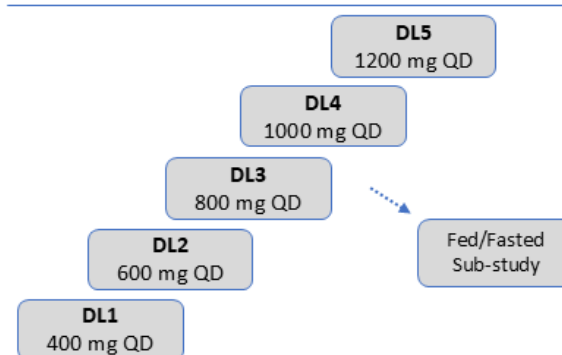 DL5
1200 mg QD
DL4
1000 mg QD
DL3
800 mg QD
Fed/Fasted
Sub-study
DL2
600 mg QD
DL1
400 mg QD